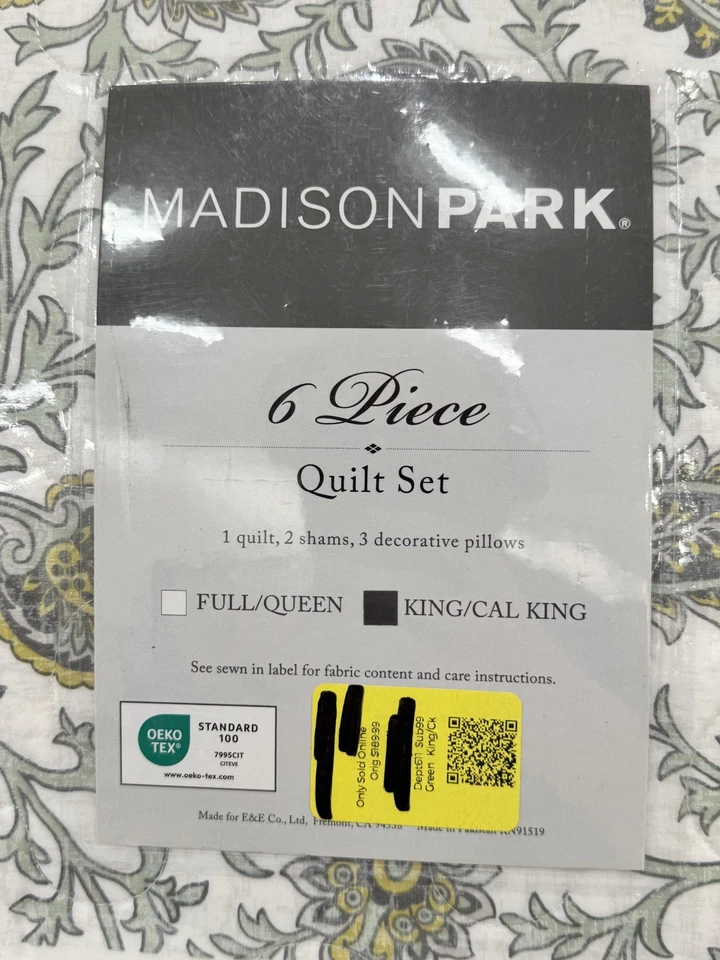 MADISONPARK®
6 Piece
Quilt Set
1 quilt, 2 shams, 3 decorative pillows
FULL/QUEEN KING/CAL KING
See sewn in label for fabric content and care instructions.
OEKO
TEX®
STANDARD
100
7995CIT
CITEVE
www.oeko-tex.com
Only Sold Online
Orig $189.99
Dept611 Sub99
Green King/Ck
Made for E&E Co., Ltd, Fremont, CA 94538 Made in Pakistan RN91519